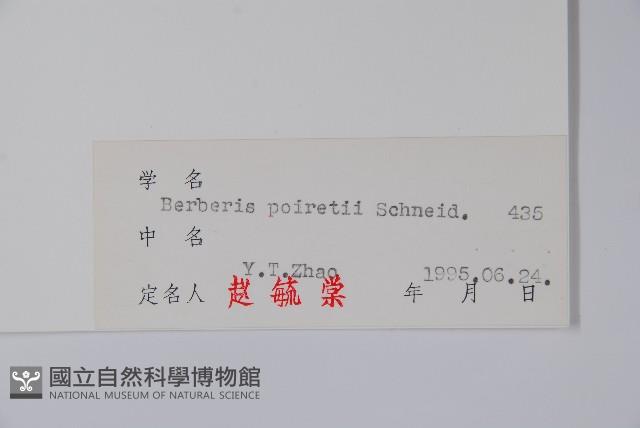 学 名
Berberis poiretii Schneid. 435
中 名
Y.T.Zhao 1995.06.24.
定名人 赵毓棠 年 月 日
國立自然科學博物館
NATIONAL MUSEUM OF NATURAL SCIENCE